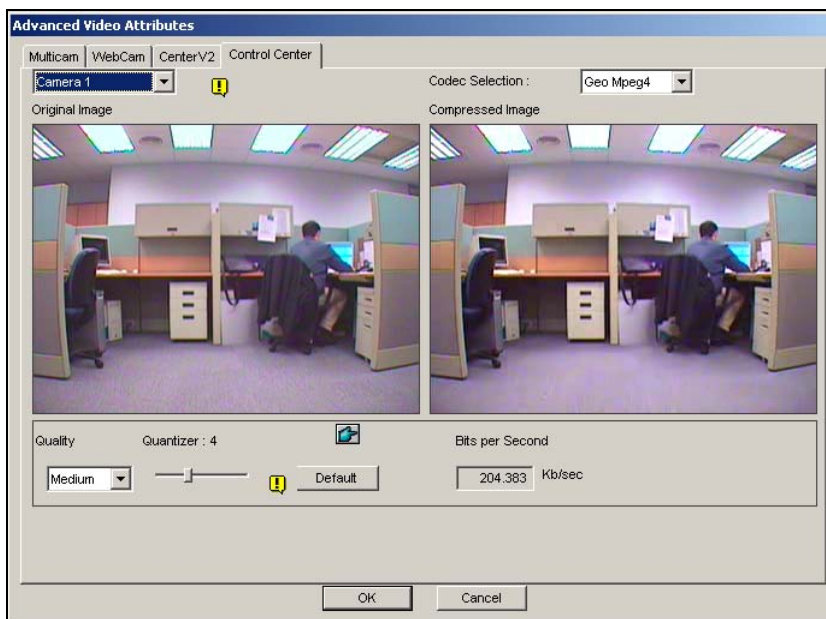 Advanced Video Attributes
Multicam WebCam CenterV2 Control Center
Camera 1
Codec Selection : Geo Mpeg4
Original Image
Compressed Image
Quality Quantizer : 4 Bits per Second
Medium Default 204.383 Kb/sec
OK Cancel